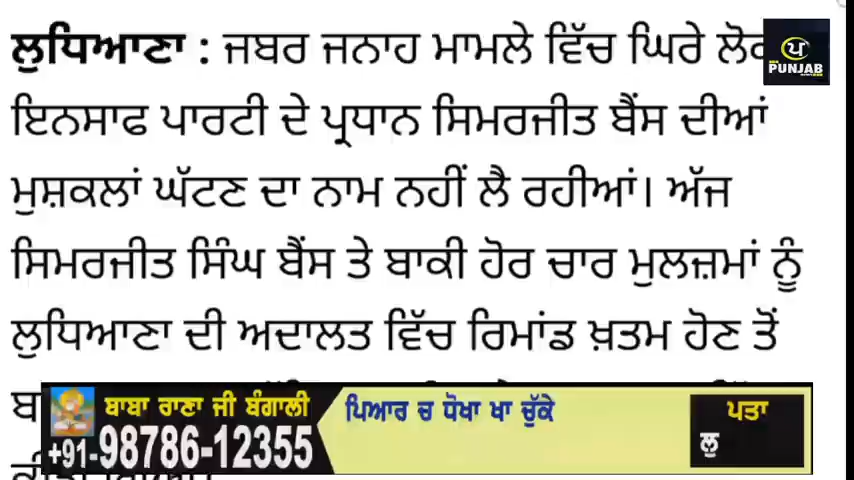 ਲੁਧਿਆਣਾ : ਜਬਰ ਜਨਾਹ ਮਾਮਲੇ ਵਿੱਚ ਘਿਰੇ ਲੋਕ
ਪ
PUNJAB
ਇਨਸਾਫ ਪਾਰਟੀ ਦੇ ਪ੍ਰਧਾਨ ਸਿਮਰਜੀਤ ਬੈਂਸ ਦੀਆਂ
ਮੁਸ਼ਕਲਾਂ ਘੱਟਣ ਦਾ ਨਾਮ ਨਹੀਂ ਲੈ ਰਹੀਆਂ। ਅੱਜ
ਸਿਮਰਜੀਤ ਸਿੰਘ ਬੈਂਸ ਤੇ ਬਾਕੀ ਹੋਰ ਚਾਰ ਮੁਲਜ਼ਮਾਂ ਨੂੰ
ਲੁਧਿਆਣਾ ਦੀ ਅਦਾਲਤ ਵਿੱਚ ਰਿਮਾਂਡ ਖ਼ਤਮ ਹੋਣ ਤੋਂ
ਬਾਬਾ ਰਾਣਾ ਜੀ ਬੰਗਾਲੀ
+91-98786-12355
ਪਿਆਰ ਚ ਧੋਖਾ ਖਾ ਚੁੱਕੇ
ਪਤਾ
ਲੁ